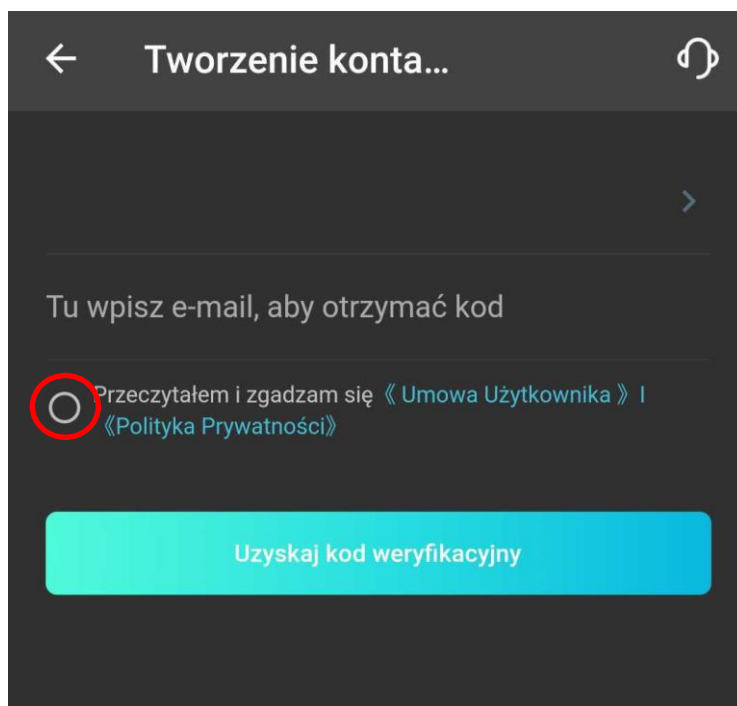 Tworzenie konta...
Tu wpisz e-mail, aby otrzymać kod
Przeczytałem i zgadzam się 《 Umowa Użytkownika 》 I
《Polityka Prywatności》
Uzyskaj kod weryfikacyjny